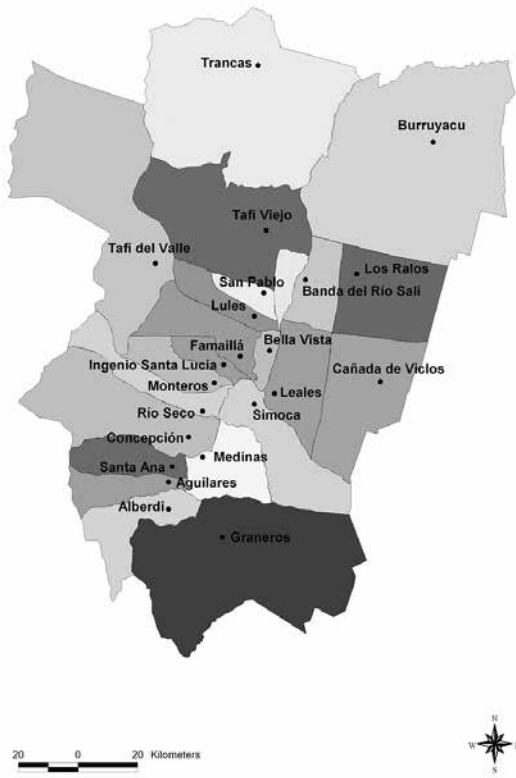 Trancas
Burruyacu
Tafí Viejo
Tafí del Valle
Los Ralos
San Pablo
Banda del Río Salí
Lules
Famaillá
Bella Vista
Ingenio Santa Lucia
Cañada de Viclos
Monteros
Leales
Río Seco
Simoca
Concepción
Medinas
Santa Ana
Aguilares
Alberdi
Graneros
20 0 20 Kilometers
N
W
S